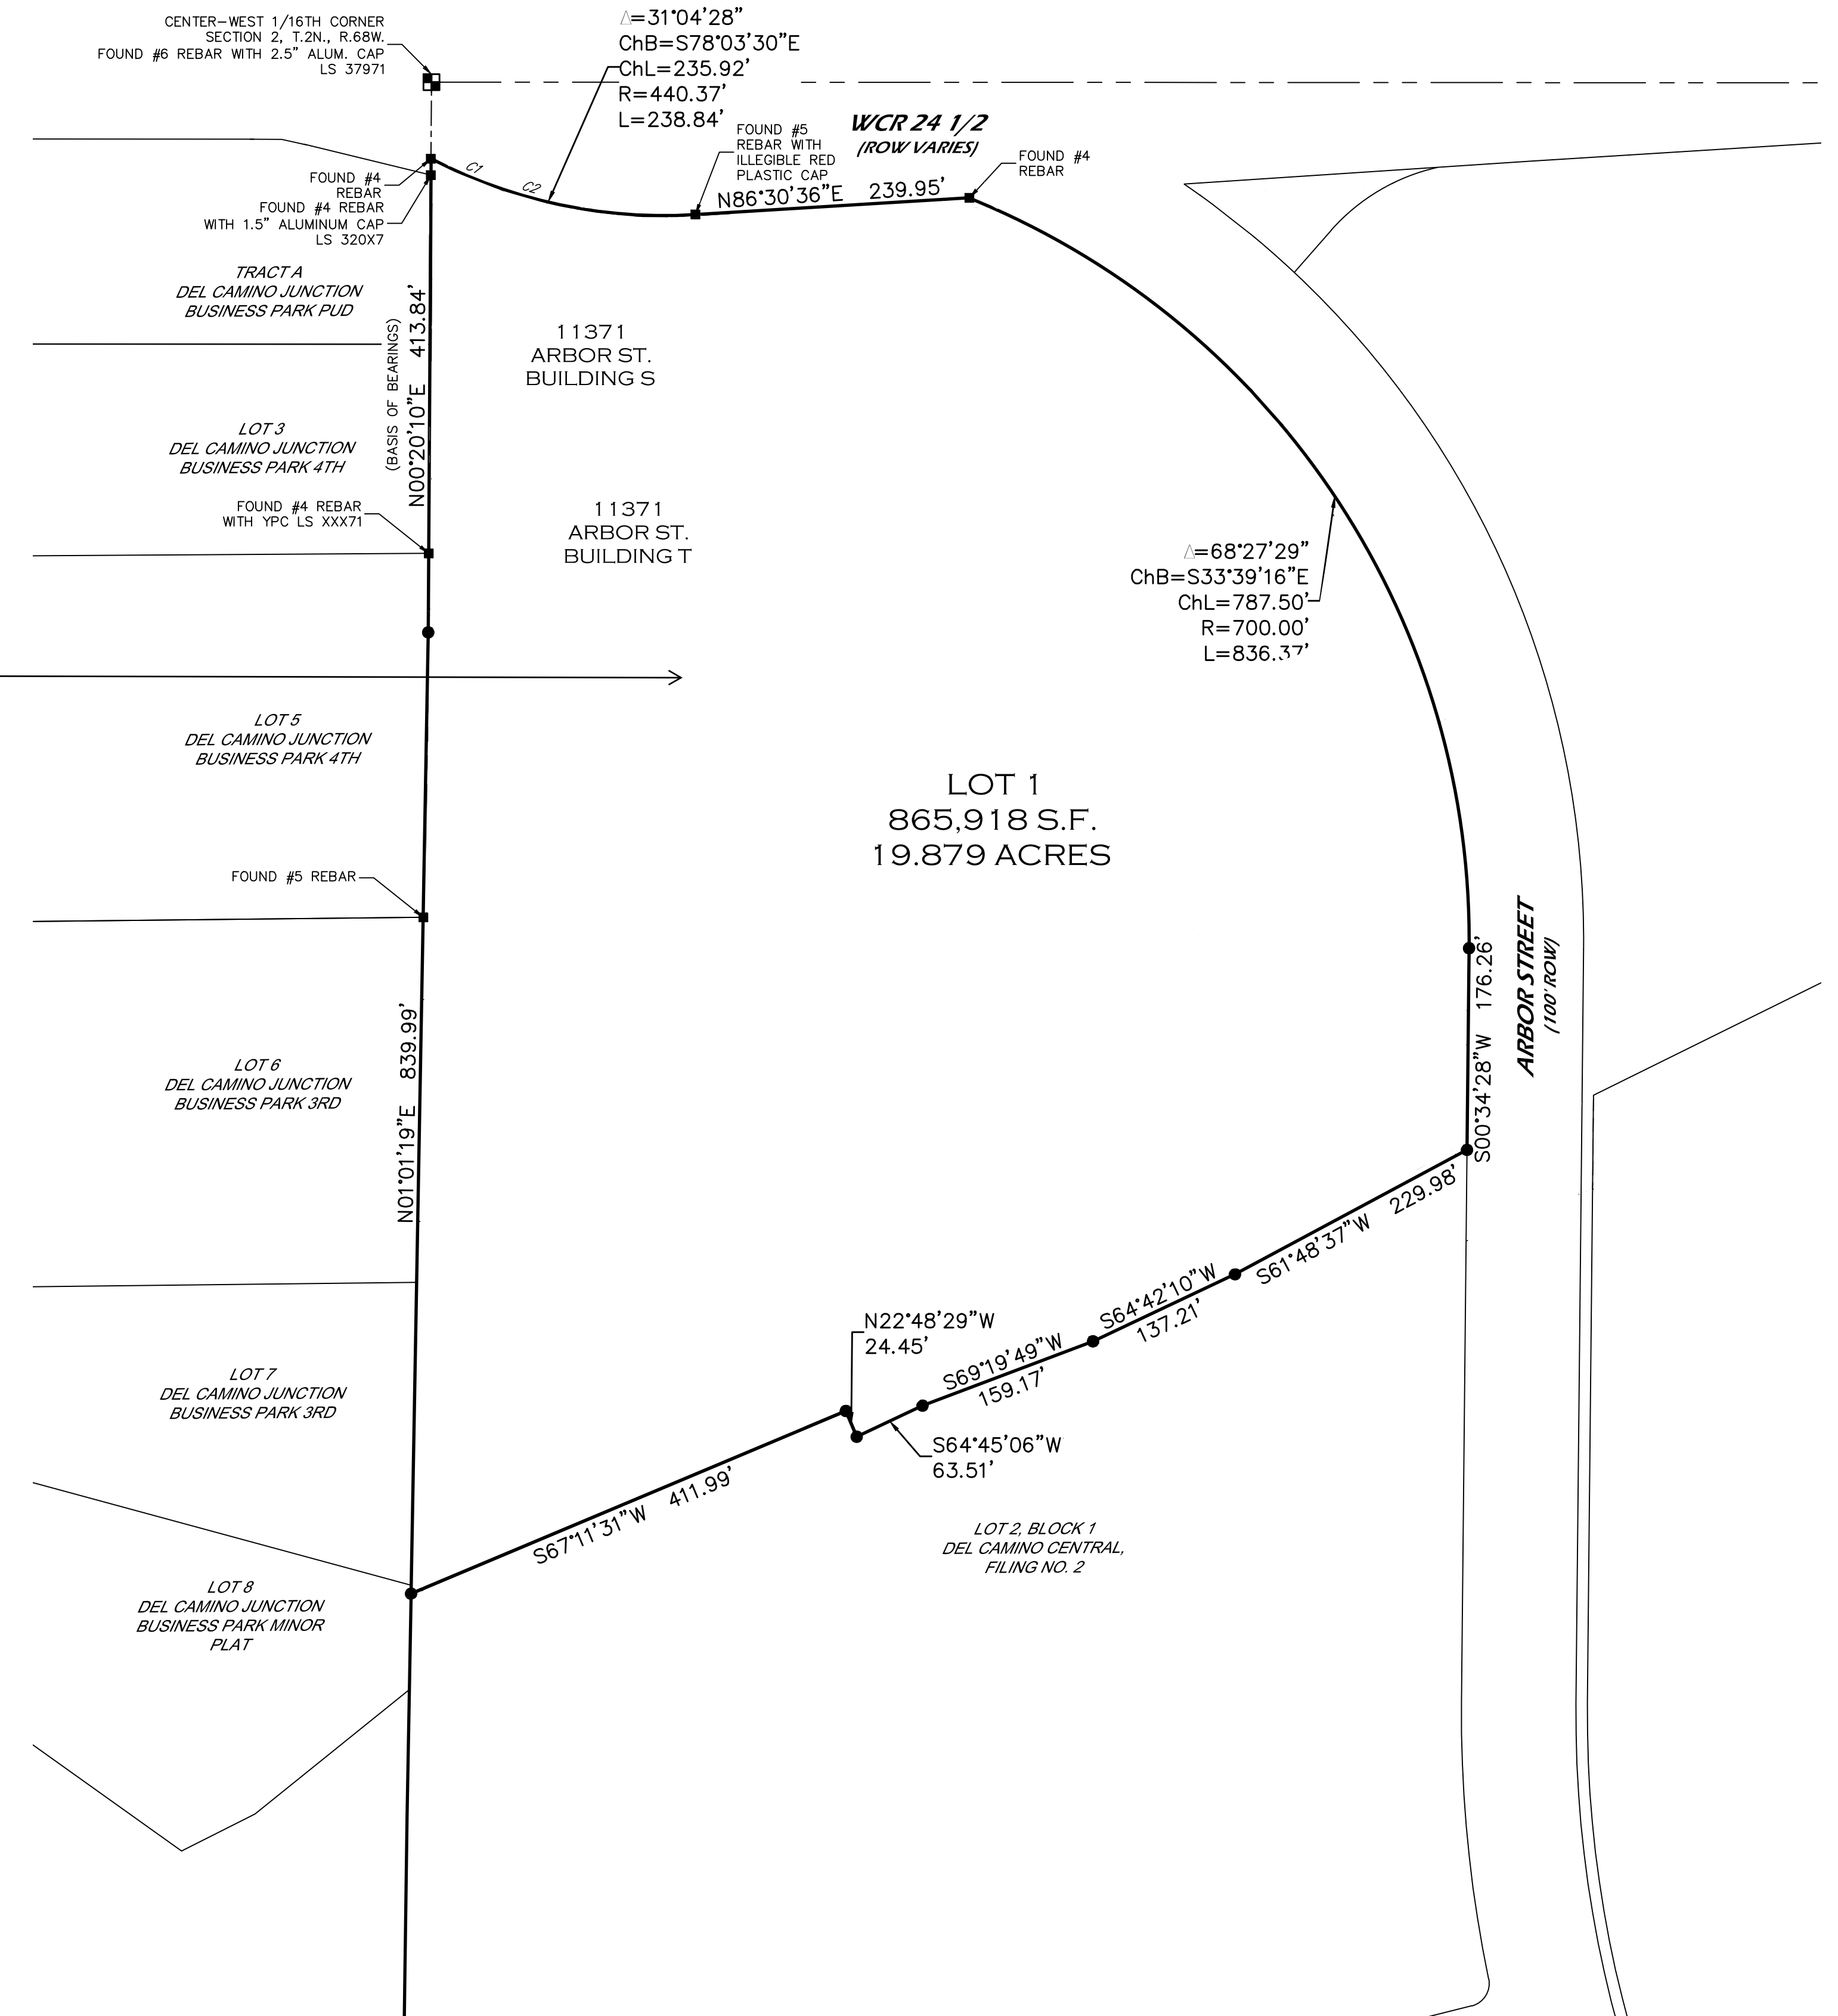 CENTER-WEST 1/16TH CORNER
SECTION 2, T.2N., R.68W.
FOUND #6 REBAR WITH 2.5" ALUM. CAP
LS 37971
Δ=31°04'28"
ChB=S78°03'30"E
ChL=235.92'
R=440.37'
L=238.84'
FOUND #5
REBAR WITH
ILLEGIBLE RED
PLASTIC CAP
WCR 24 1/2
(ROW VARIES)
FOUND #4
REBAR
C1
C2
N86°30'36"E 239.95'
FOUND #4
REBAR
FOUND #4 REBAR
WITH 1.5" ALUMINUM CAP
LS 320X7
TRACT A
DEL CAMINO JUNCTION
BUSINESS PARK PUD
(BASIS OF BEARINGS)
N00°20'10"E 413.84'
11371
ARBOR ST.
BUILDING S
LOT 3
DEL CAMINO JUNCTION
BUSINESS PARK 4TH
FOUND #4 REBAR
WITH YPC LS XXX71
11371
ARBOR ST.
BUILDING T
Δ=68°27'29"
ChB=S33°39'16"E
ChL=787.50'
R=700.00'
L=836.37'
LOT 5
DEL CAMINO JUNCTION
BUSINESS PARK 4TH
LOT 1
865,918 S.F.
19.879 ACRES
FOUND #5 REBAR
N01°01'19"E 839.99'
S00°34'28"W 176.26'
ARBOR STREET
(100' ROW)
LOT 6
DEL CAMINO JUNCTION
BUSINESS PARK 3RD
S61°48'37"W 229.98'
S64°42'10"W
137.21'
S69°19'49"W
159.17'
N22°48'29"W
24.45'
S64°45'06"W
63.51'
S67°11'31"W 411.99'
LOT 7
DEL CAMINO JUNCTION
BUSINESS PARK 3RD
LOT 2, BLOCK 1
DEL CAMINO CENTRAL,
FILING NO. 2
LOT 8
DEL CAMINO JUNCTION
BUSINESS PARK MINOR
PLAT